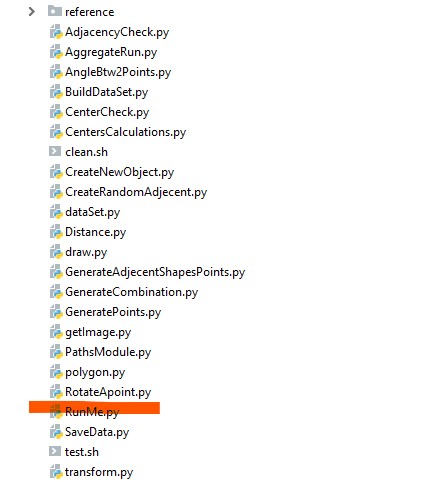 reference
AdjacencyCheck.py
AggregateRun.py
AngleBtw2Points.py
BuildDataSet.py
CenterCheck.py
CentersCalculations.py
clean.sh
CreateNewObject.py
CreateRandomAdjecent.py
dataSet.py
Distance.py
draw.py
GenerateAdjecentShapesPoints.py
GenerateCombination.py
GeneratePoints.py
getImage.py
PathsModule.py
polygon.py
RotateApoint.py
RunMe.py
SaveData.py
test.sh
transform.py